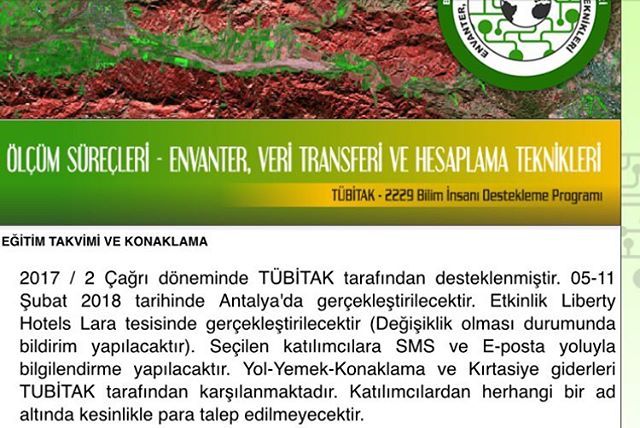 ENVANTER,
TEKNİKLERİ
ÖLÇÜM SÜREÇLERİ - ENVANTER, VERİ TRANSFERİ VE HESAPLAMA TEKNİKLERİ
TÜBİTAK - 2229 Bilim İnsanı Destekleme Programı
EĞİTİM TAKVİMİ VE KONAKLAMA
2017 / 2 Çağrı döneminde TÜBİTAK tarafından desteklenmiştir. 05-11
Şubat 2018 tarihinde Antalya'da gerçekleştirilecektir. Etkinlik Liberty
Hotels Lara tesisinde gerçekleştirilecektir (Değişiklik olması durumunda
bildirim yapılacaktır). Seçilen katılımcılara SMS ve E-posta yoluyla
bilgilendirme yapılacaktır. Yol-Yemek-Konaklama ve Kırtasiye giderleri
TUBİTAK tarafından karşılanmaktadır. Katılımcılardan herhangi bir ad
altında kesinlikle para talep edilmeyecektir.